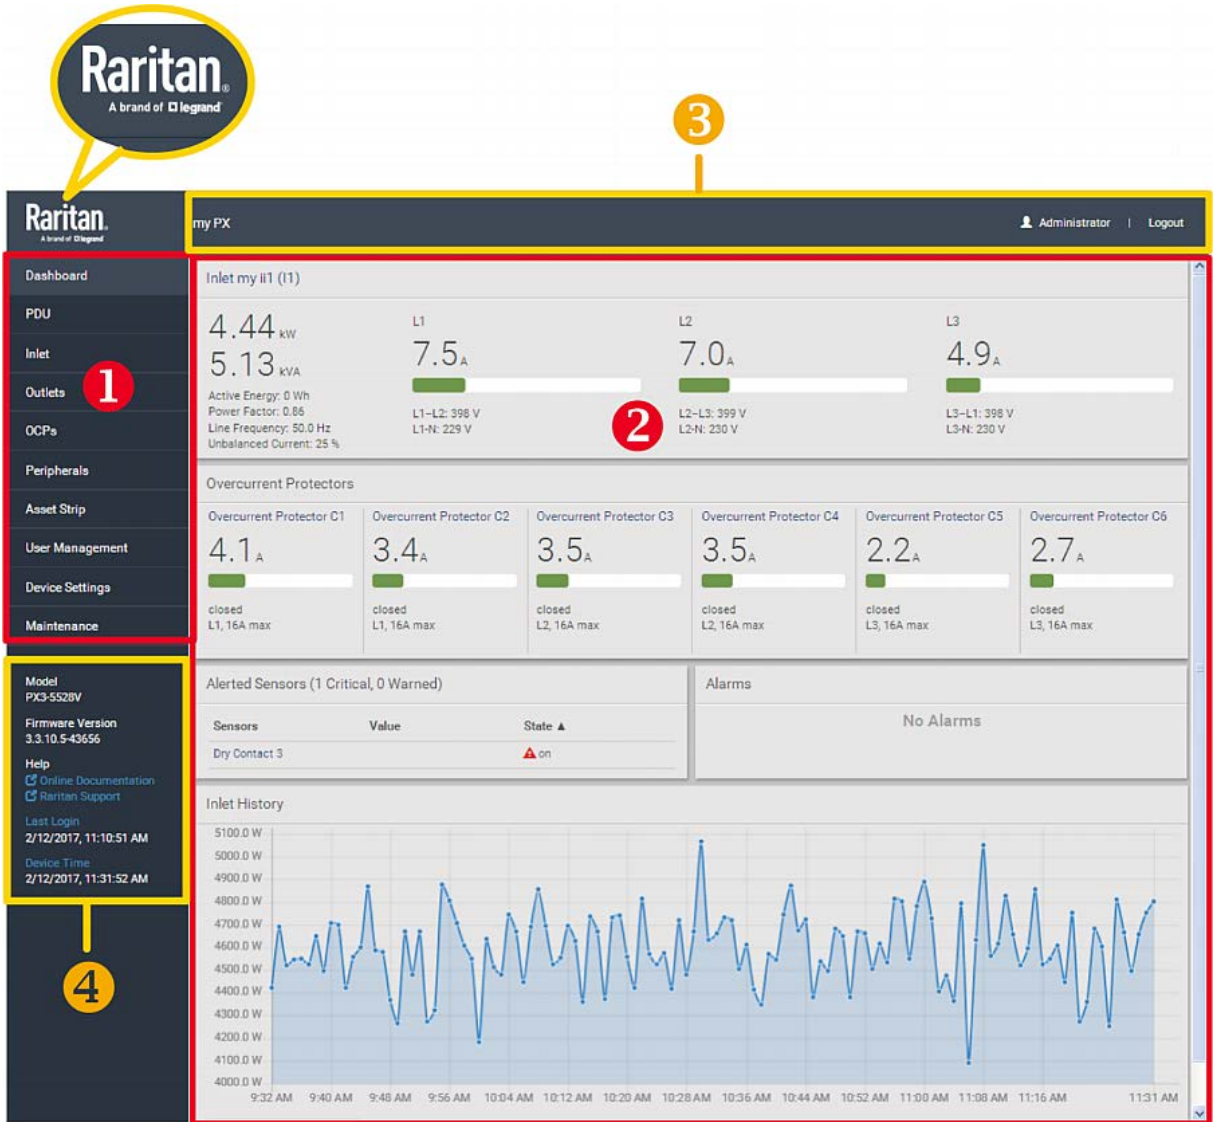 Raritan.
A brand of legrand
3
Raritan.
A brand of legrand
my PX
Administrator | Logout
Dashboard
PDU
Inlet
Outlets
OCPs
Peripherals
Asset Strip
User Management
Device Settings
Maintenance
1
Model
PX3-5528V
Firmware Version
3.3.10.5-43656
Help
Online Documentation
Raritan Support
Last Login
2/12/2017, 11:10:51 AM
Device Time
2/12/2017, 11:31:52 AM
4
Inlet my ii1 (I1)
4.44 kW
5.13 kVA
Active Energy: 0 Wh
Power Factor: 0.86
Line Frequency: 50.0 Hz
Unbalanced Current: 25 %
L1
7.5 A
L1-L2: 398 V
L1-N: 229 V
2
L2
7.0 A
L2-L3: 399 V
L2-N: 230 V
L3
4.9 A
L3-L1: 398 V
L3-N: 230 V
Overcurrent Protectors
Overcurrent Protector C1
4.1 A
closed
L1, 16A max
Overcurrent Protector C2
3.4 A
closed
L1, 16A max
Overcurrent Protector C3
3.5 A
closed
L2, 16A max
Overcurrent Protector C4
3.5 A
closed
L2, 16A max
Overcurrent Protector C5
2.2 A
closed
L3, 16A max
Overcurrent Protector C6
2.7 A
closed
L3, 16A max
Alerted Sensors (1 Critical, 0 Warned)
Sensors Value State ▲
Dry Contact 3 on
Alarms
No Alarms
Inlet History
5100.0 W
5000.0 W
4900.0 W
4800.0 W
4700.0 W
4600.0 W
4500.0 W
4400.0 W
4300.0 W
4200.0 W
4100.0 W
4000.0 W
9:32 AM 9:40 AM 9:48 AM 9:56 AM 10:04 AM 10:12 AM 10:20 AM 10:28 AM 10:36 AM 10:44 AM 10:52 AM 11:00 AM 11:08 AM 11:16 AM 11:31 AM